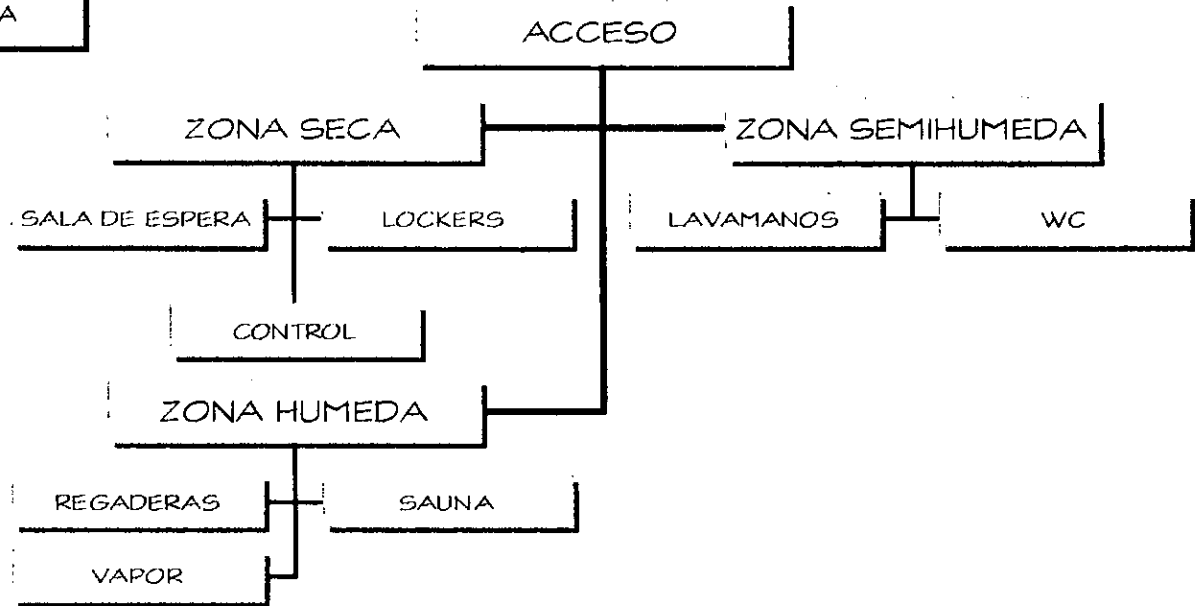 A
ACCESO
ZONA SECA
ZONA SEMIHUMEDA
SALA DE ESPERA
LOCKERS
LAVAMANOS
WC
CONTROL
ZONA HUMEDA
REGADERAS
SAUNA
VAPOR